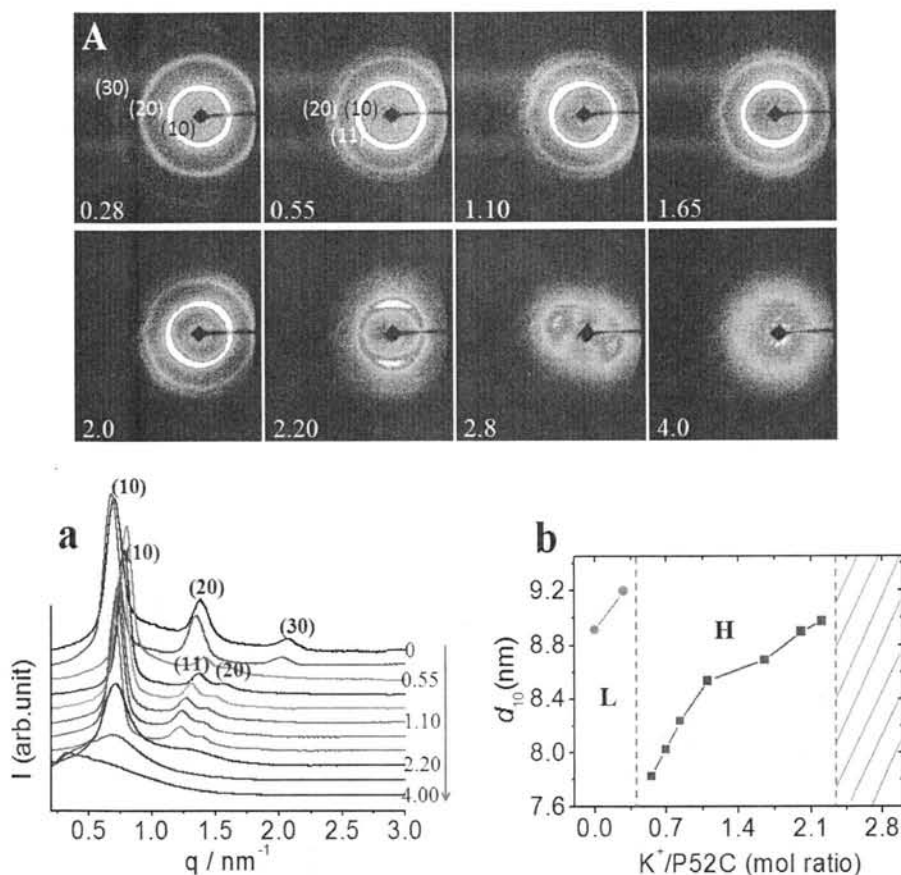 A
(30)
(20)
(10)
0.28
(20) (10)
(11)
0.55
1.10
1.65
2.0
2.20
2.8
4.0
a
(10)
(10)
(20)
(30)
(11)
(20)
0
0.55
1.10
2.20
4.00
I (arb.unit)
0.5 1.0 1.5 2.0 2.5 3.0
q / nm⁻¹
b
9.2
8.8
8.4
8.0
7.6
L
H
d₁₀ (nm)
0.0 0.7 1.4 2.1 2.8
K⁺/P52C (mol ratio)